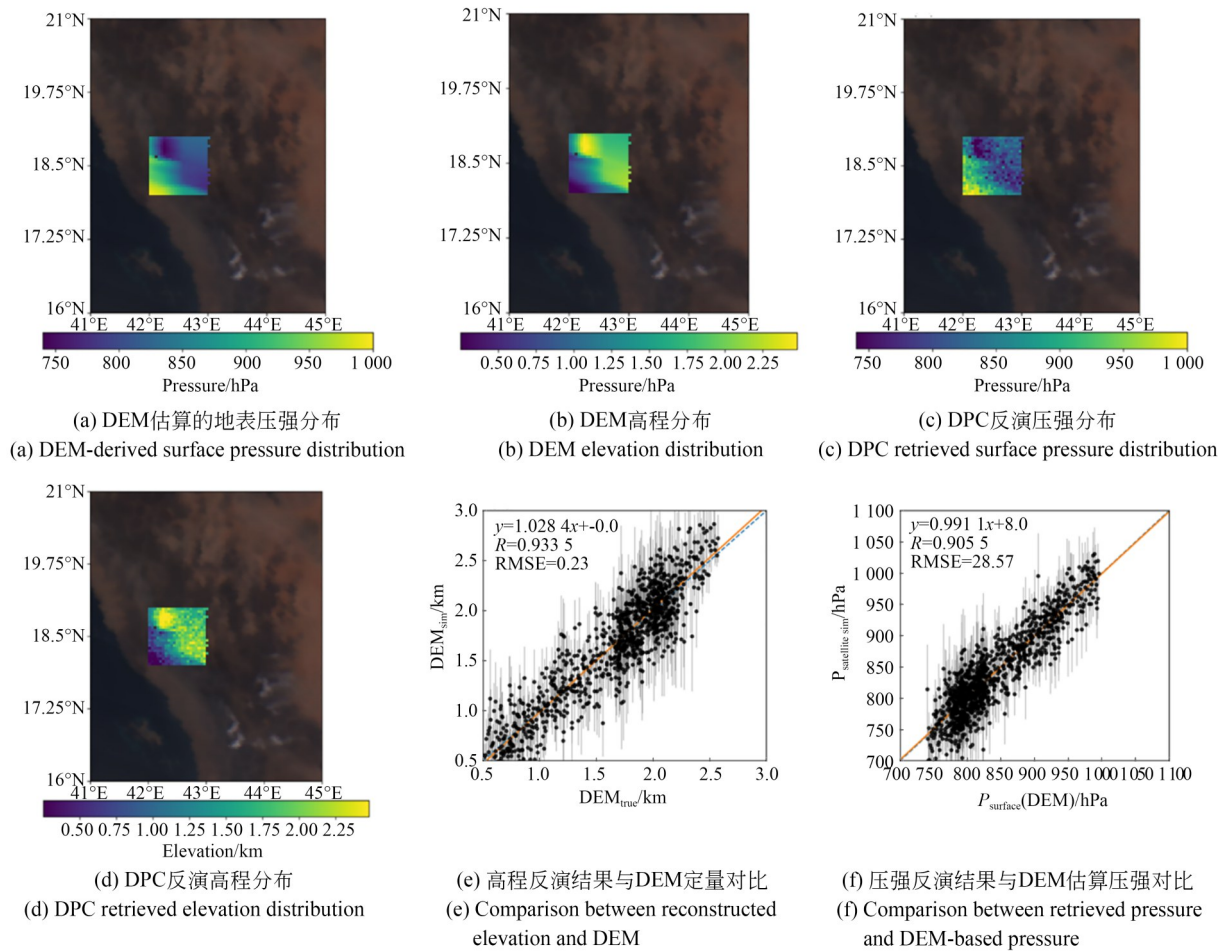 21°N
19.75°N
18.5°N
17.25°N
16°N
41°E 42°E 43°E 44°E 45°E
750 800 850 900 950 1 000
Pressure/hPa
(a) DEM估算的地表压强分布
(a) DEM-derived surface pressure distribution
21°N
19.75°N
18.5°N
17.25°N
16°N
41°E 42°E 43°E 44°E 45°E
0.50 0.75 1.00 1.25 1.50 1.75 2.00 2.25
Pressure/hPa
(b) DEM高程分布
(b) DEM elevation distribution
21°N
19.75°N
18.5°N
17.25°N
16°N
41°E 42°E 43°E 44°E 45°E
750 800 850 900 950 1 000
Pressure/hPa
(c) DPC反演压强分布
(c) DPC retrieved surface pressure distribution
21°N
19.75°N
18.5°N
17.25°N
16°N
41°E 42°E 43°E 44°E 45°E
0.50 0.75 1.00 1.25 1.50 1.75 2.00 2.25
Elevation/km
(d) DPC反演高程分布
(d) DPC retrieved elevation distribution
y=1.028 4x+-0.0
R=0.933 5
RMSE=0.23
3.0
2.5
2.0
1.5
1.0
0.5
DEMsim/km
0.5 1.0 1.5 2.0 2.5 3.0
DEMtrue/km
(e) 高程反演结果与DEM定量对比
(e) Comparison between reconstructed
elevation and DEM
y=0.991 1x+8.0
R=0.905 5
RMSE=28.57
1 100
1 050
1 000
950
900
850
800
750
700
Psatellite sim/hPa
700 750 800 850 900 950 1 000 1 050 1 100
Psurface(DEM)/hPa
(f) 压强反演结果与DEM估算压强对比
(f) Comparison between retrieved pressure
and DEM-based pressure